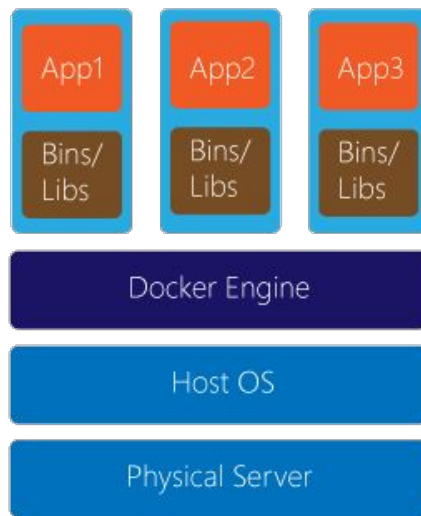 App1
App2
App3
Bins/
Libs
Bins/
Libs
Bins/
Libs
Docker Engine
Host OS
Physical Server